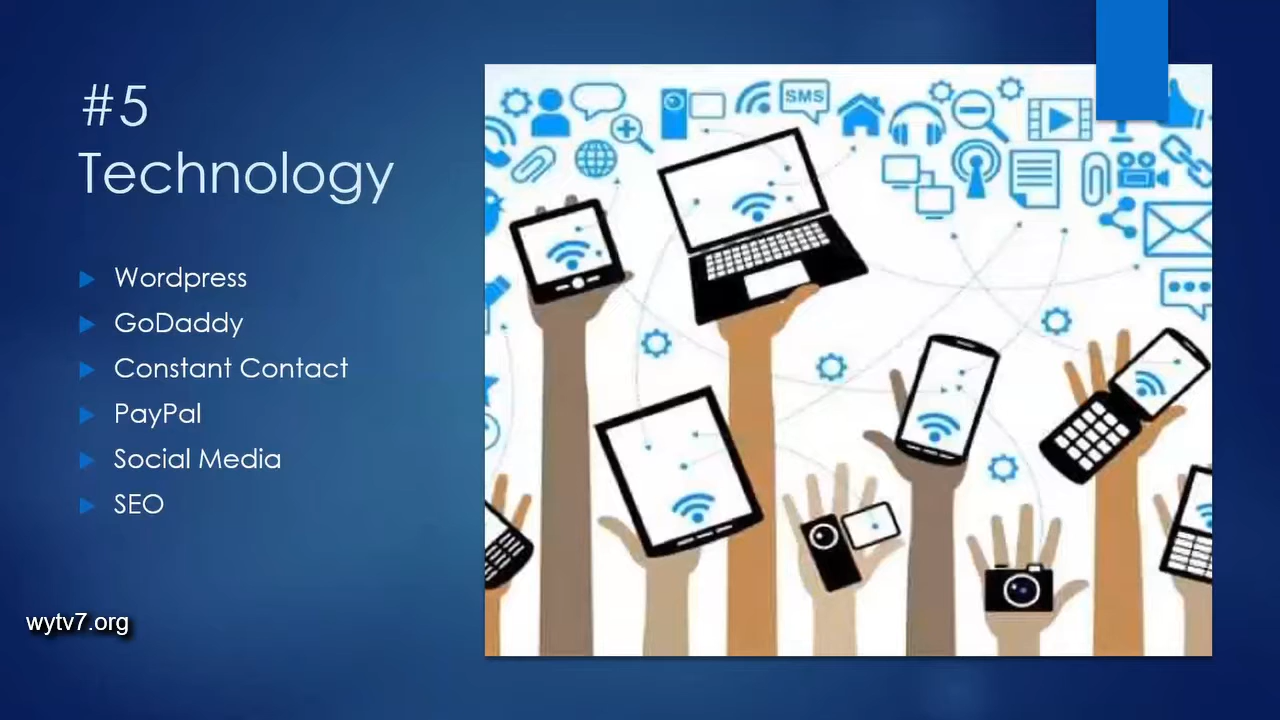 #5
Technology
Wordpress
GoDaddy
Constant Contact
PayPal
Social Media
SEO
wytv7.org
SMS